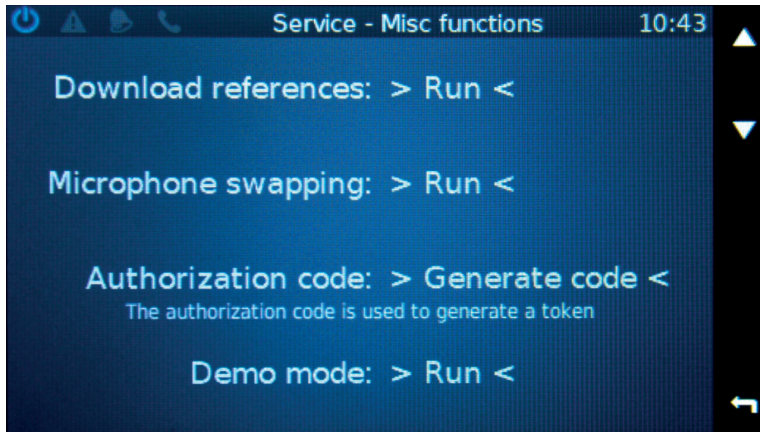 Service - Misc functions 10:43
Download references: > Run <
Microphone swapping: > Run <
Authorization code: > Generate code <
The authorization code is used to generate a token
Demo mode: > Run <